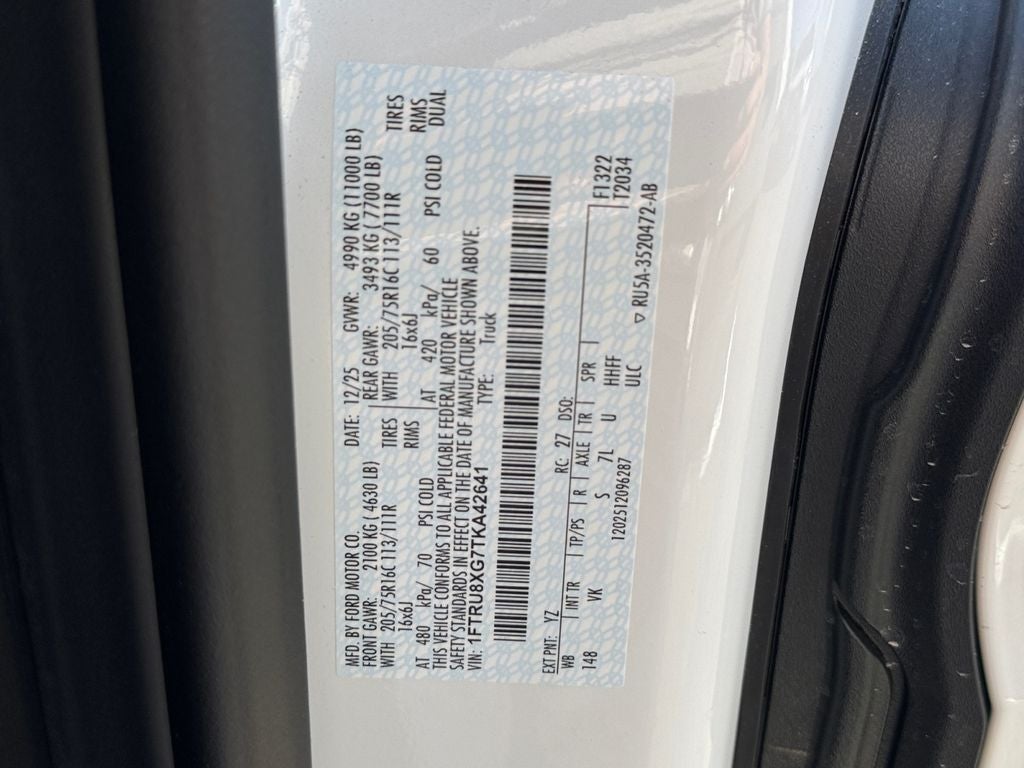 MFD. BY FORD MOTOR CO.
DATE: 12/25 GVWR: 4990 KG (11000 LB)
FRONT GAWR: 2100 KG ( 4630 LB)
REAR GAWR: 3493 KG ( 7700 LB)
WITH 205/75R16C 113/111R TIRES
WITH 205/75R16C 113/111R TIRES
16x6J RIMS
16x6J RIMS
AT 480 kPa/ 70 PSI COLD
AT 420 kPa/ 60 PSI COLD DUAL
THIS VEHICLE CONFORMS TO ALL APPLICABLE FEDERAL MOTOR VEHICLE
SAFETY STANDARDS IN EFFECT ON THE DATE OF MANUFACTURE SHOWN ABOVE.
VIN: 1FTRU8XG7TKA42641 TYPE: Truck
EXT PNT: YZ RC: 27 DSO:
WB INT TR TP/PS R AXLE TR SPR F1322
148 VK S 7L U HHFF T2034
1202512096287 ULC
▽ RU5A-3520472-AB